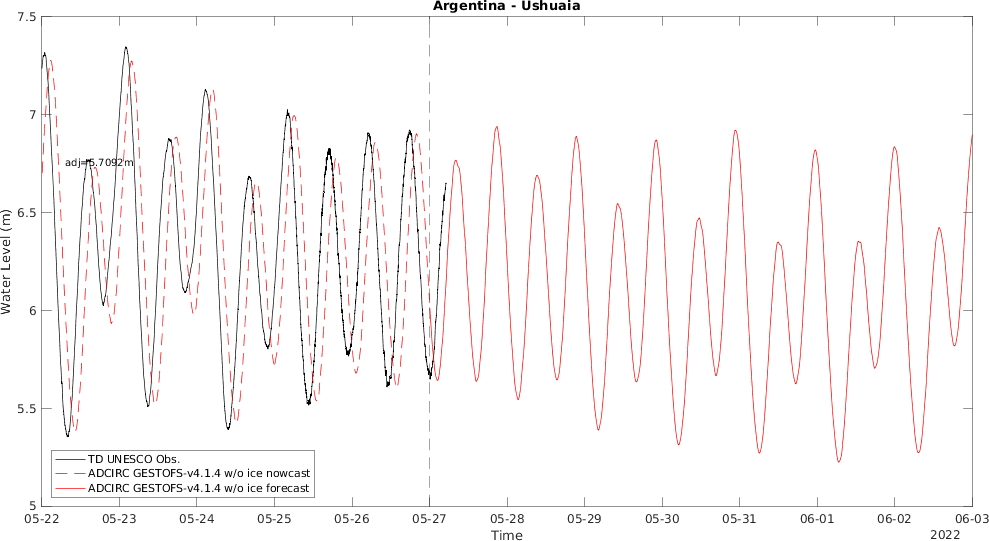 Argentina - Ushuaia
7.5
7
6.5
6
5.5
5
Water Level (m)
adj=5.7092m
TD UNESCO Obs.
ADCIRC GESTOFS-v4.1.4 w/o ice nowcast
ADCIRC GESTOFS-v4.1.4 w/o ice forecast
05-22 05-23 05-24 05-25 05-26 05-27 05-28 05-29 05-30 05-31 06-01 06-02 06-03
Time
2022